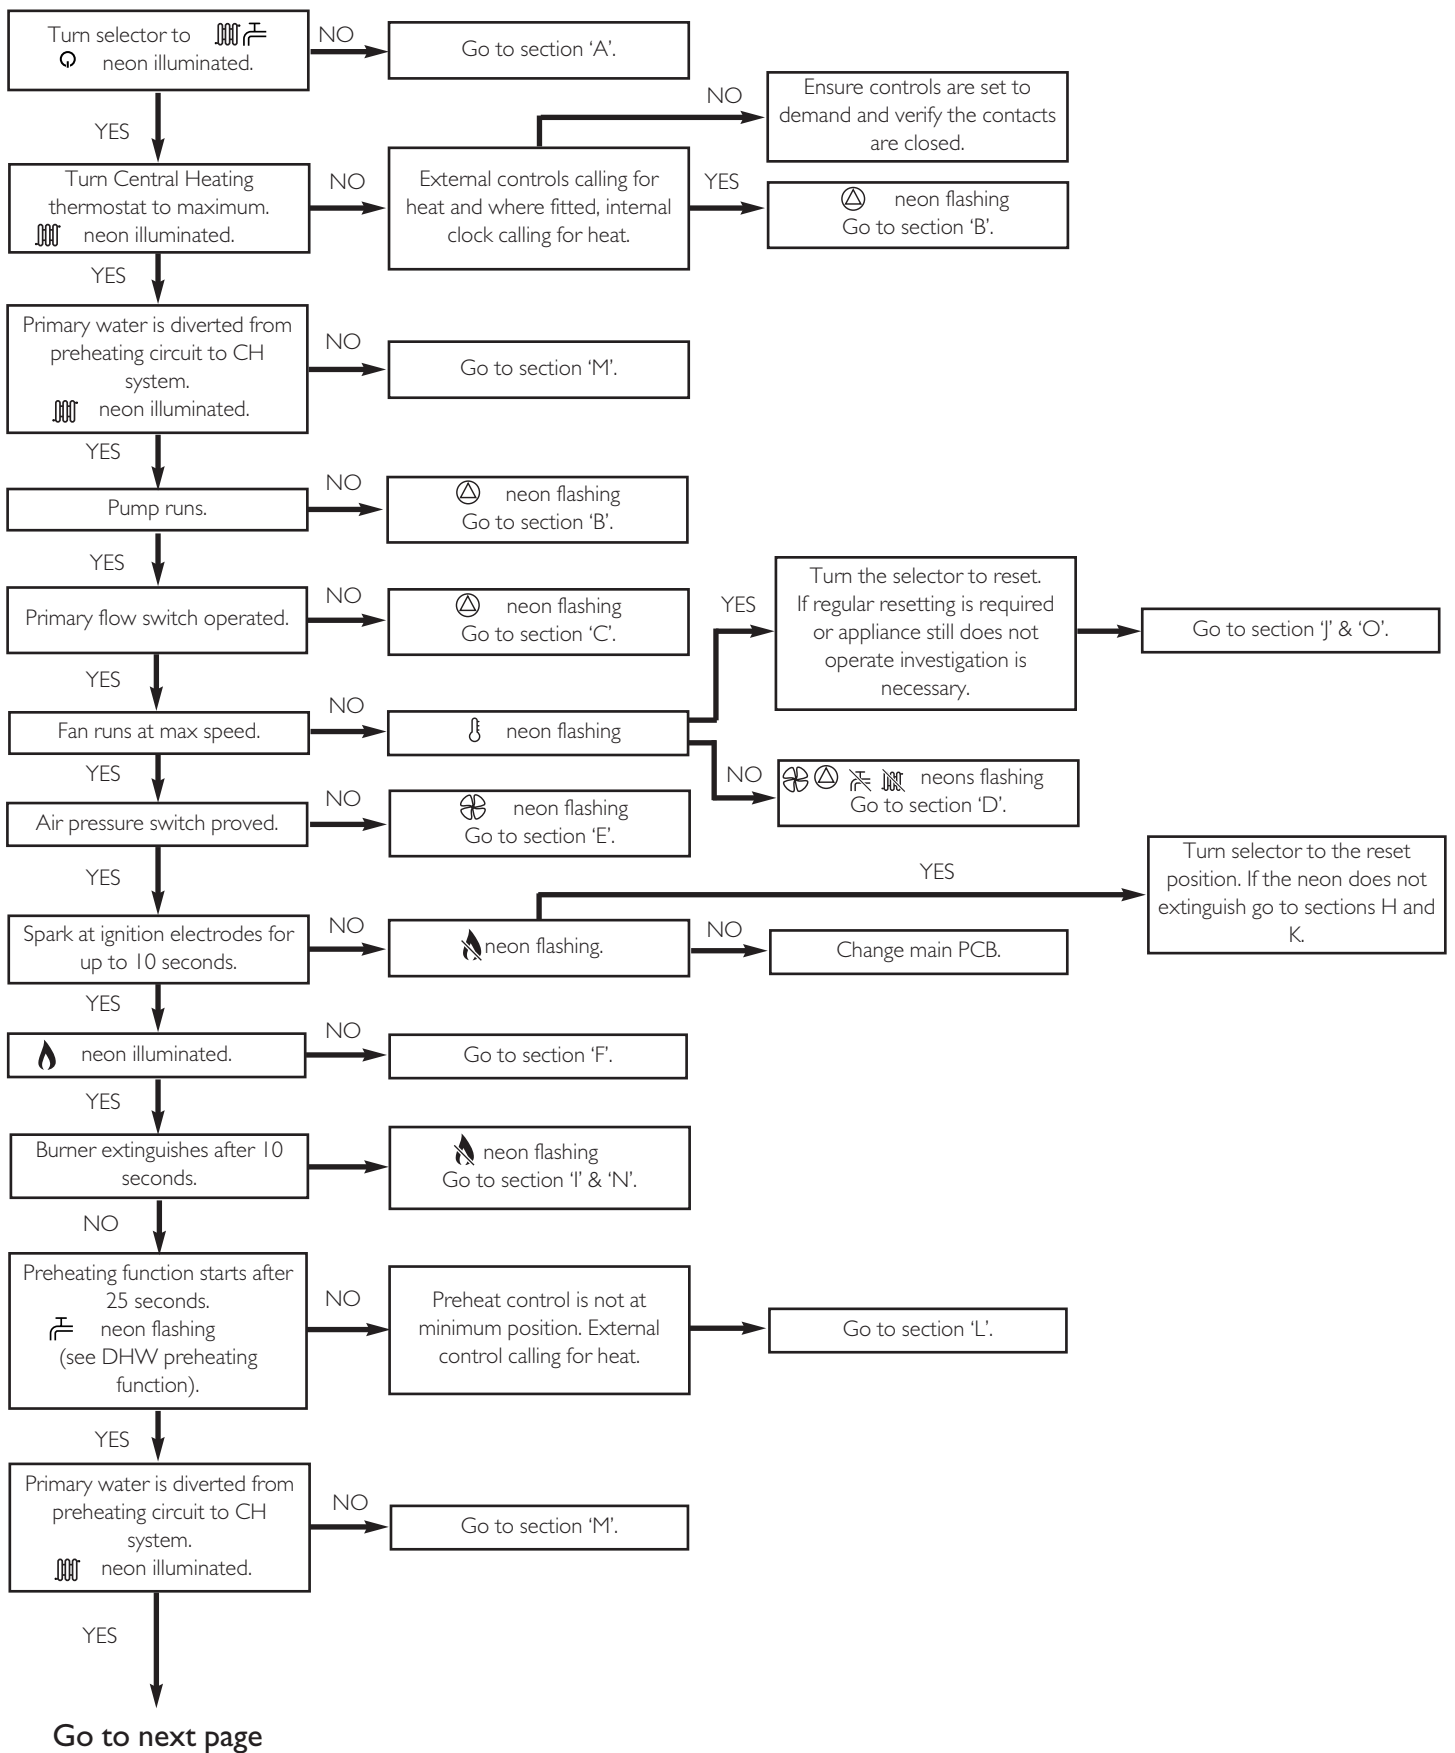 Turn selector to
neon illuminated.
NO
Go to section ‘A’.
YES
Turn Central Heating
thermostat to maximum.
neon illuminated.
NO
External controls calling for
heat and where fitted, internal
clock calling for heat.
NO
Ensure controls are set to
demand and verify the contacts
are closed.
YES
neon flashing
Go to section ‘B’.
YES
Primary water is diverted from
preheating circuit to CH
system.
neon illuminated.
NO
Go to section ‘M’.
YES
Pump runs.
NO
neon flashing
Go to section ‘B’.
YES
Primary flow switch operated.
NO
neon flashing
Go to section ‘C’.
YES
Fan runs at max speed.
NO
neon flashing
YES
Turn the selector to reset.
If regular resetting is required
or appliance still does not
operate investigation is
necessary.
Go to section ‘J’ & ‘O’.
NO
neons flashing
Go to section ‘D’.
YES
Air pressure switch proved.
NO
neon flashing
Go to section ‘E’.
YES
Spark at ignition electrodes for
up to 10 seconds.
NO
neon flashing.
YES
Turn selector to the reset
position. If the neon does not
extinguish go to sections H and
K.
NO
Change main PCB.
YES
neon illuminated.
NO
Go to section ‘F’.
YES
Burner extinguishes after 10
seconds.
neon flashing
Go to section ‘I’ & ‘N’.
NO
Preheating function starts after
25 seconds.
neon flashing
(see DHW preheating
function).
NO
Preheat control is not at
minimum position. External
control calling for heat.
Go to section ‘L’.
YES
Primary water is diverted from
preheating circuit to CH
system.
neon illuminated.
NO
Go to section ‘M’.
YES
Go to next page